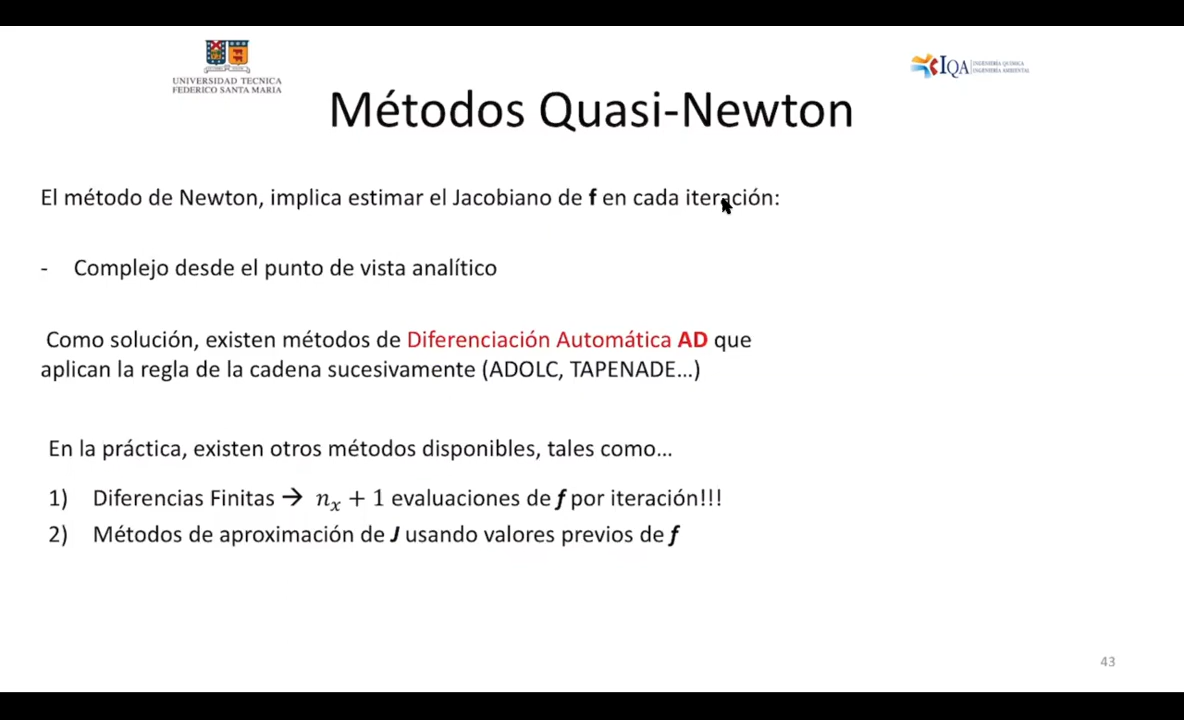 UNIVERSIDAD TECNICA
FEDERICO SANTA MARIA
IQA
INGENIERÍA QUÍMICA
INGENIERÍA AMBIENTAL
Métodos Quasi-Newton
El método de Newton, implica estimar el Jacobiano de f en cada iteración:
- Complejo desde el punto de vista analítico
Como solución, existen métodos de Diferenciación Automática AD que
aplican la regla de la cadena sucesivamente (ADOLC, TAPENADE...)
En la práctica, existen otros métodos disponibles, tales como...
1) Diferencias Finitas → nₓ + 1 evaluaciones de f por iteración!!!
2) Métodos de aproximación de J usando valores previos de f
43